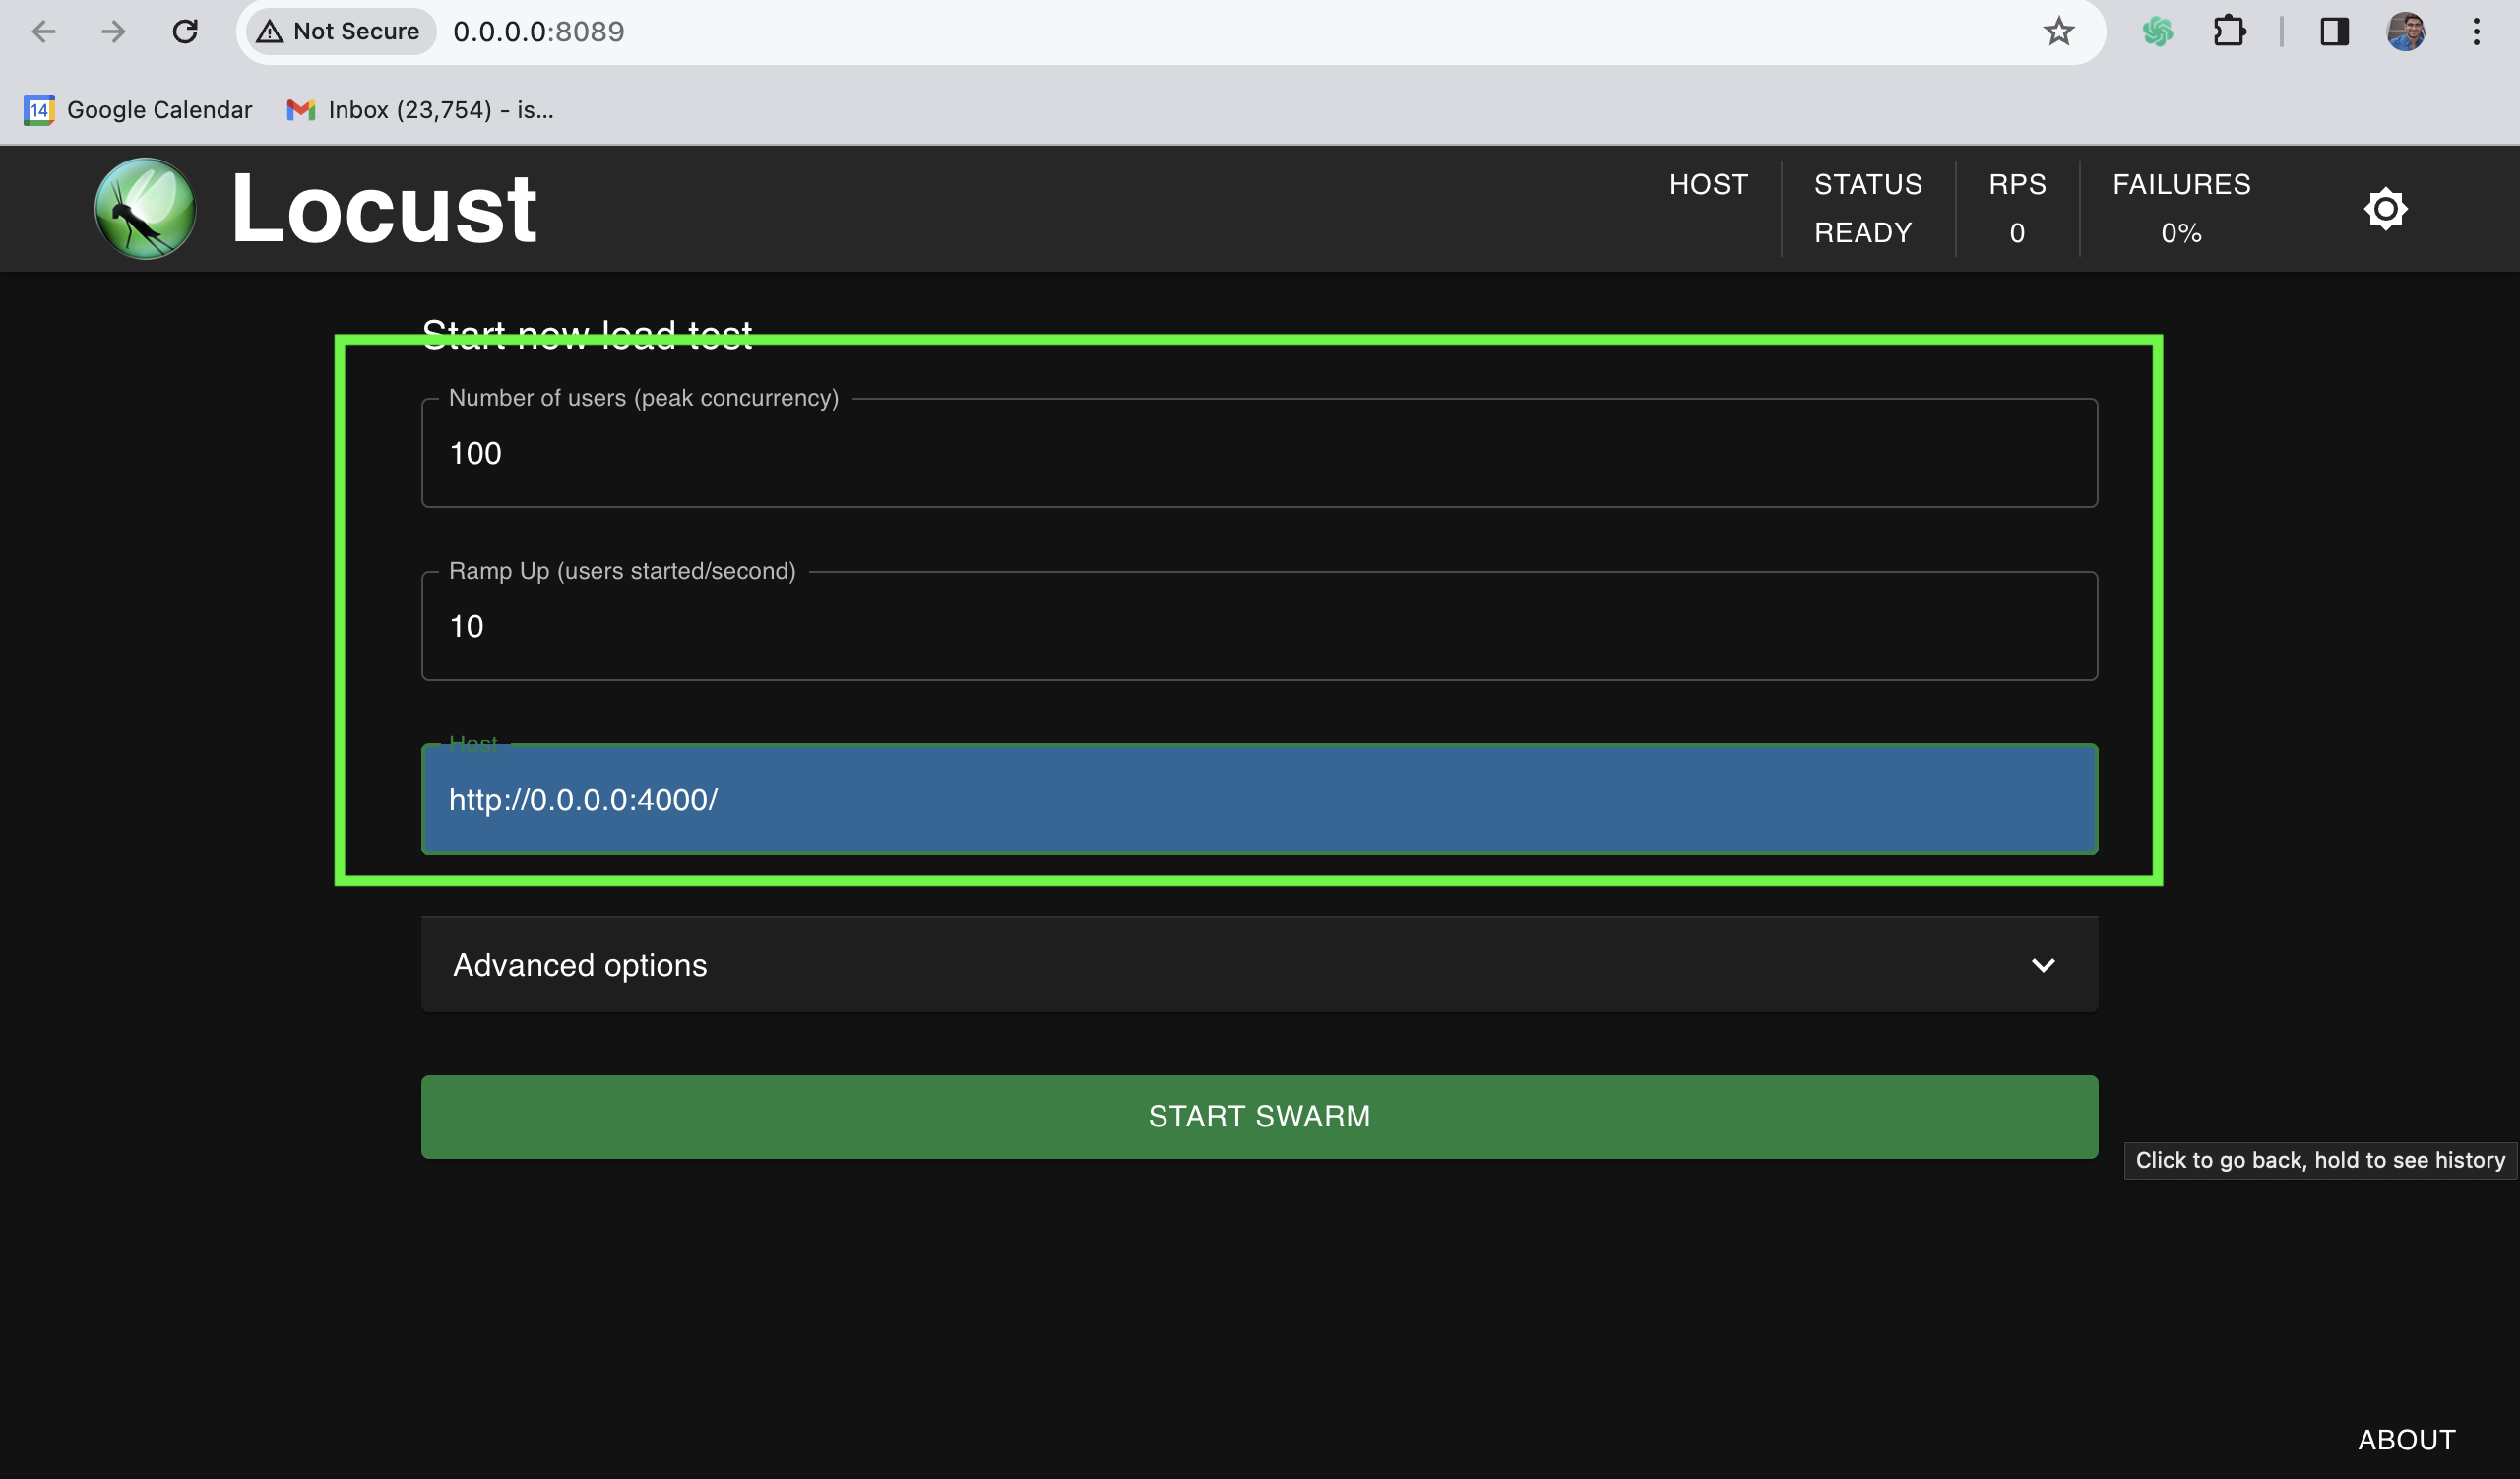 Not Secure 0.0.0.0:8089
14 Google Calendar Inbox (23,754) - is...
Locust
HOST STATUS RPS FAILURES
READY 0 0%
Start new load test
Number of users (peak concurrency)
100
Ramp Up (users started/second)
10
Host
http://0.0.0.0:4000/
Advanced options
START SWARM
Click to go back, hold to see history
ABOUT